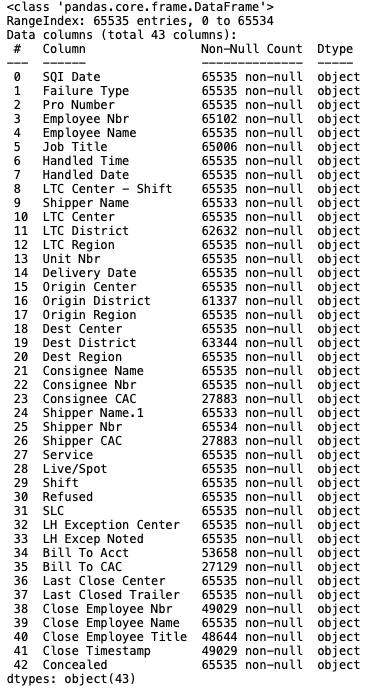 <class 'pandas.core.frame.DataFrame'>
RangeIndex: 65535 entries, 0 to 65534
Data columns (total 43 columns):
 #   Column                Non-Null Count  Dtype
---  ------                --------------  -----
 0   SQI Date              65535 non-null  object
 1   Failure Type          65535 non-null  object
 2   Pro Number            65535 non-null  object
 3   Employee Nbr          65102 non-null  object
 4   Employee Name         65535 non-null  object
 5   Job Title             65006 non-null  object
 6   Handled Time          65535 non-null  object
 7   Handled Date          65535 non-null  object
 8   LTC Center - Shift    65535 non-null  object
 9   Shipper Name          65533 non-null  object
 10  LTC Center            65535 non-null  object
 11  LTC District          62632 non-null  object
 12  LTC Region            65535 non-null  object
 13  Unit Nbr              65535 non-null  object
 14  Delivery Date         65535 non-null  object
 15  Origin Center         65535 non-null  object
 16  Origin District       61337 non-null  object
 17  Origin Region         65535 non-null  object
 18  Dest Center           65535 non-null  object
 19  Dest District         63344 non-null  object
 20  Dest Region           65535 non-null  object
 21  Consignee Name        65535 non-null  object
 22  Consignee Nbr         65535 non-null  object
 23  Consignee CAC         27883 non-null  object
 24  Shipper Name.1        65533 non-null  object
 25  Shipper Nbr           65534 non-null  object
 26  Shipper CAC           27883 non-null  object
 27  Service               65535 non-null  object
 28  Live/Spot             65535 non-null  object
 29  Shift                 65535 non-null  object
 30  Refused               65535 non-null  object
 31  SLC                   65535 non-null  object
 32  LH Exception Center   65535 non-null  object
 33  LH Excep Noted        65535 non-null  object
 34  Bill To Acct          53658 non-null  object
 35  Bill To CAC           27129 non-null  object
 36  Last Close Center     65535 non-null  object
 37  Last Closed Trailer   65535 non-null  object
 38  Close Employee Nbr    49029 non-null  object
 39  Close Employee Name   65535 non-null  object
 40  Close Employee Title  48644 non-null  object
 41  Close Timestamp       49029 non-null  object
 42  Concealed             65535 non-null  object
dtypes: object(43)